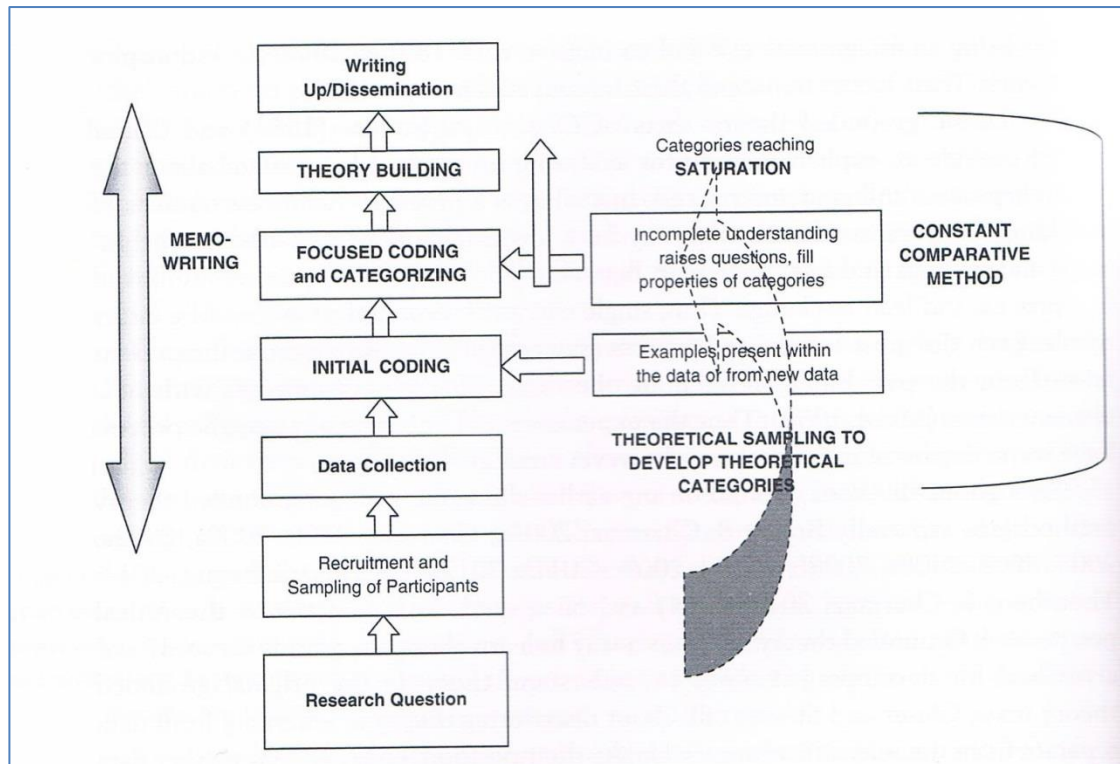 Writing
Up/Dissemination
THEORY BUILDING
MEMO-
WRITING
FOCUSED CODING
and CATEGORIZING
INITIAL CODING
Data Collection
Recruitment and
Sampling of Participants
Research Question
Categories reaching
SATURATION
Incomplete understanding
raises questions, fill
properties of categories
Examples present within
the data of from new data
THEORETICAL SAMPLING TO
DEVELOP THEORETICAL
CATEGORIES
CONSTANT
COMPARATIVE
METHOD